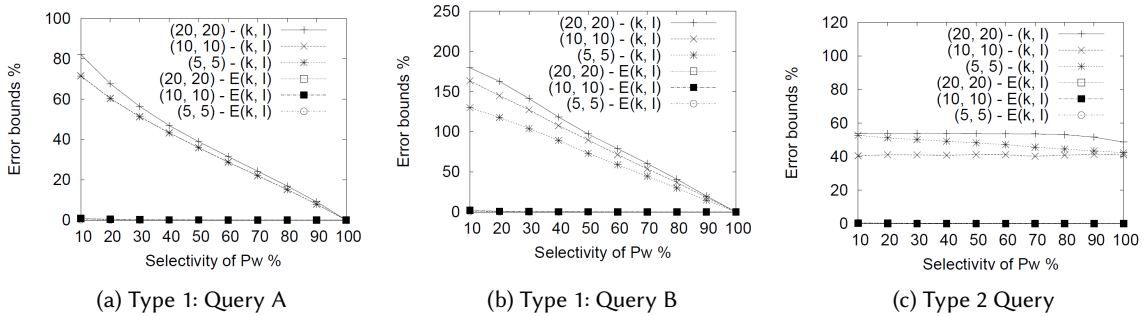 100
80
60
40
20
0
Error bounds %
(20, 20) - (k, l)
(10, 10) - (k, l)
(5, 5) - (k, l)
(20, 20) - E(k, l)
(10, 10) - E(k, l)
(5, 5) - E(k, l)
10 20 30 40 50 60 70 80 90 100
Selectivity of Pw %
(a) Type 1: Query A
250
200
150
100
50
0
Error bounds %
(20, 20) - (k, l)
(10, 10) - (k, l)
(5, 5) - (k, l)
(20, 20) - E(k, l)
(10, 10) - E(k, l)
(5, 5) - E(k, l)
10 20 30 40 50 60 70 80 90 100
Selectivity of Pw %
(b) Type 1: Query B
120
100
80
60
40
20
0
Error bounds %
(20, 20) - (k, l)
(10, 10) - (k, l)
(5, 5) - (k, l)
(20, 20) - E(k, l)
(10, 10) - E(k, l)
(5, 5) - E(k, l)
10 20 30 40 50 60 70 80 90 100
Selectivity of Pw %
(c) Type 2 Query